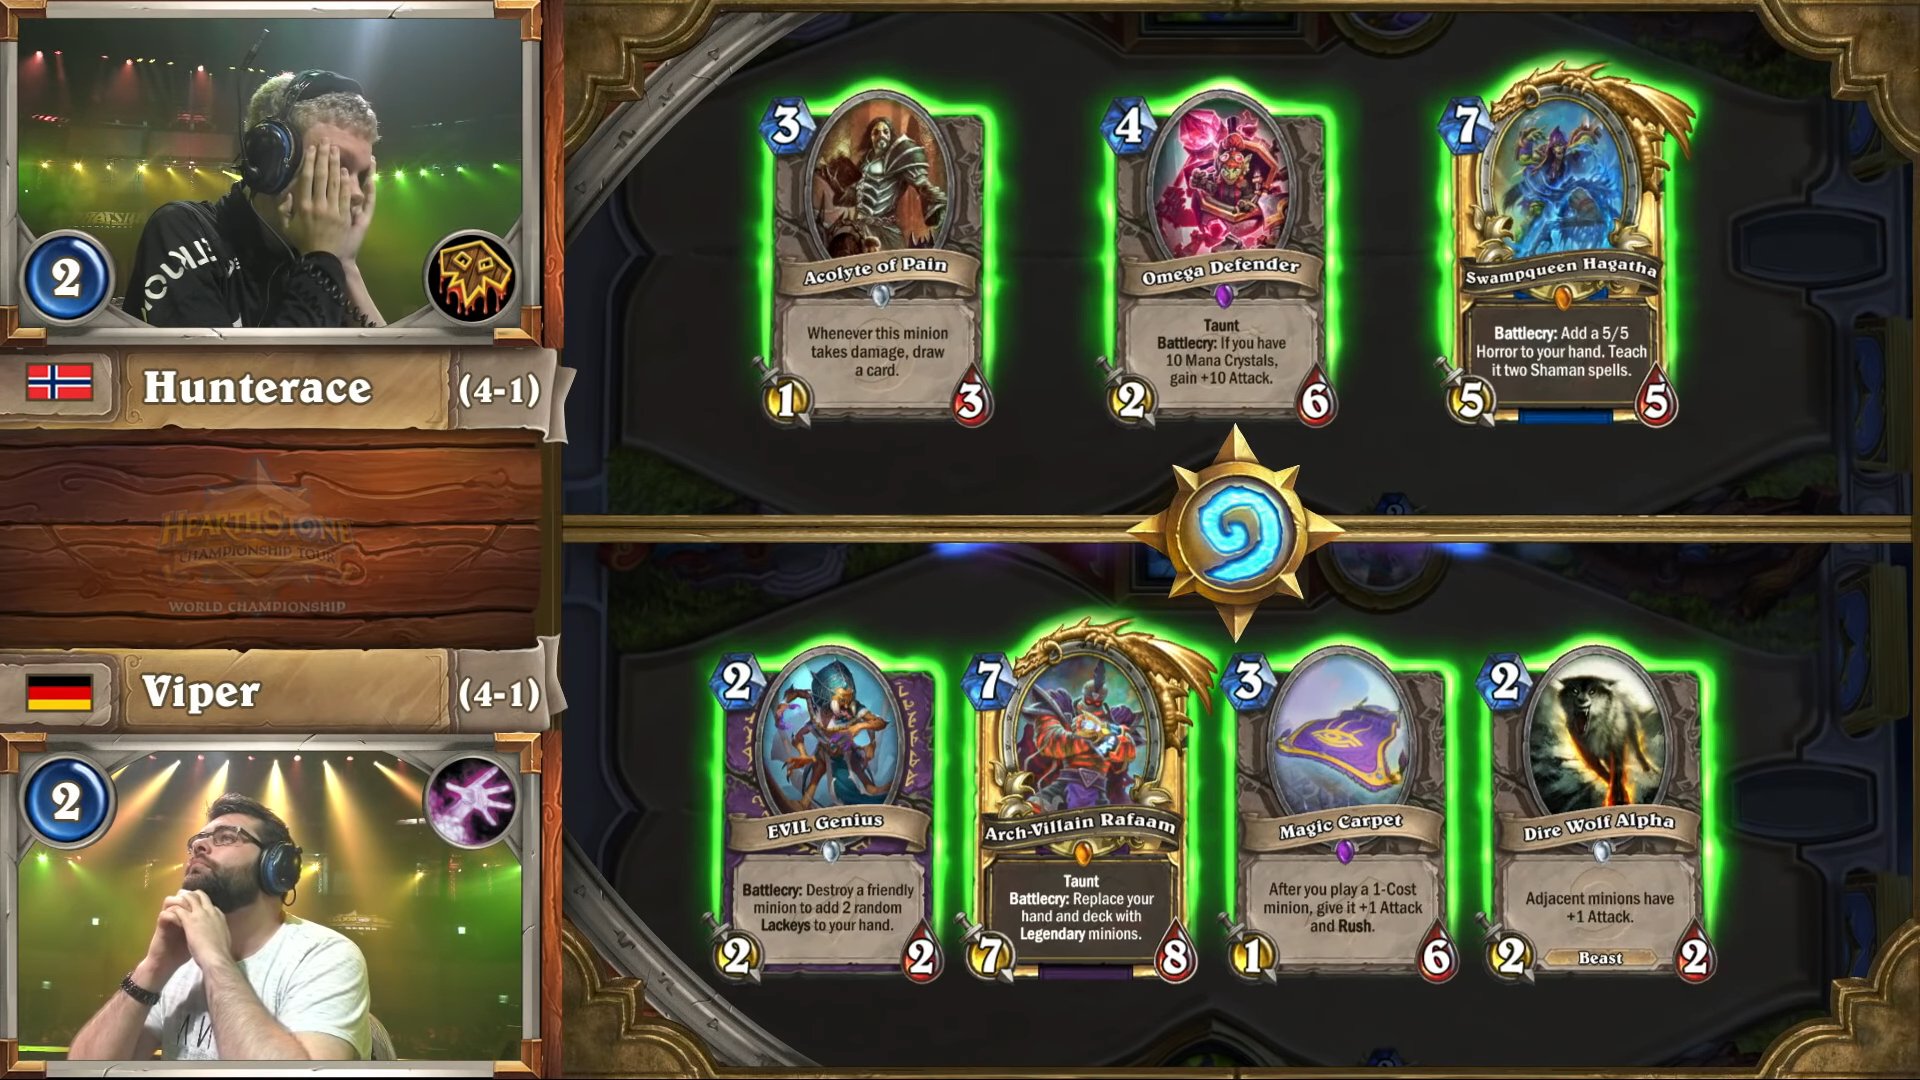 2
Hunterace (4-1)
HEARTHSTONE
CHAMPIONSHIP TOUR
WORLD CHAMPIONSHIP
Viper (4-1)
2
3
Acolyte of Pain
Whenever this minion
takes damage, draw
a card.
1 3
4
Omega Defender
Taunt
Battlecry: If you have
10 Mana Crystals,
gain +10 Attack.
2 6
7
Swampqueen Hagatha
Battlecry: Add a 5/5
Horror to your hand. Teach
it two Shaman spells.
5 5
2
EVIL Genius
Battlecry: Destroy a friendly
minion to add 2 random
Lackeys to your hand.
2 2
7
Arch-Villain Rafaam
Taunt
Battlecry: Replace your
hand and deck with
Legendary minions.
7 8
3
Magic Carpet
After you play a 1-Cost
minion, give it +1 Attack
and Rush.
1 6
2
Dire Wolf Alpha
Adjacent minions have
+1 Attack.
Beast
2 2